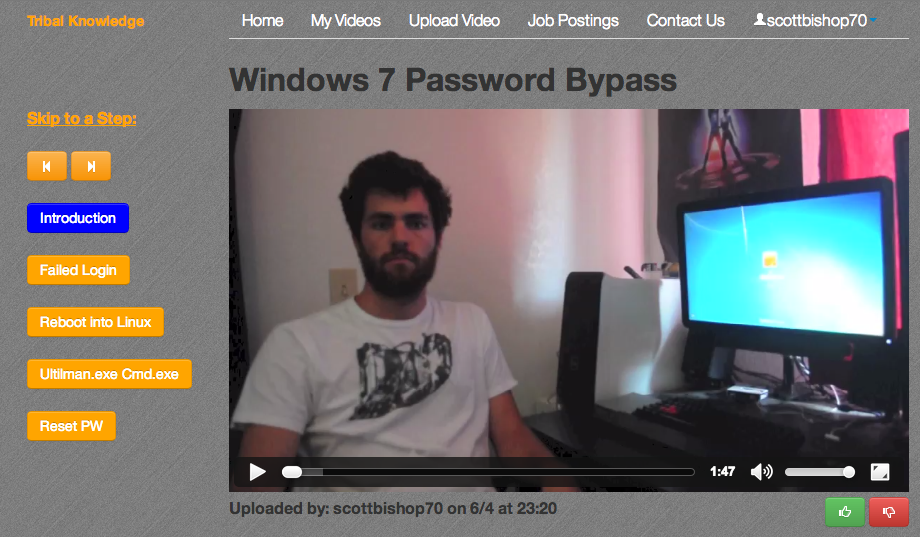 Tribal Knowledge
Home My Videos Upload Video Job Postings Contact Us scottbishop70
Windows 7 Password Bypass
Skip to a Step:
Introduction
Failed Login
Reboot into Linux
Ultilman.exe Cmd.exe
Reset PW
1:47
Uploaded by: scottbishop70 on 6/4 at 23:20